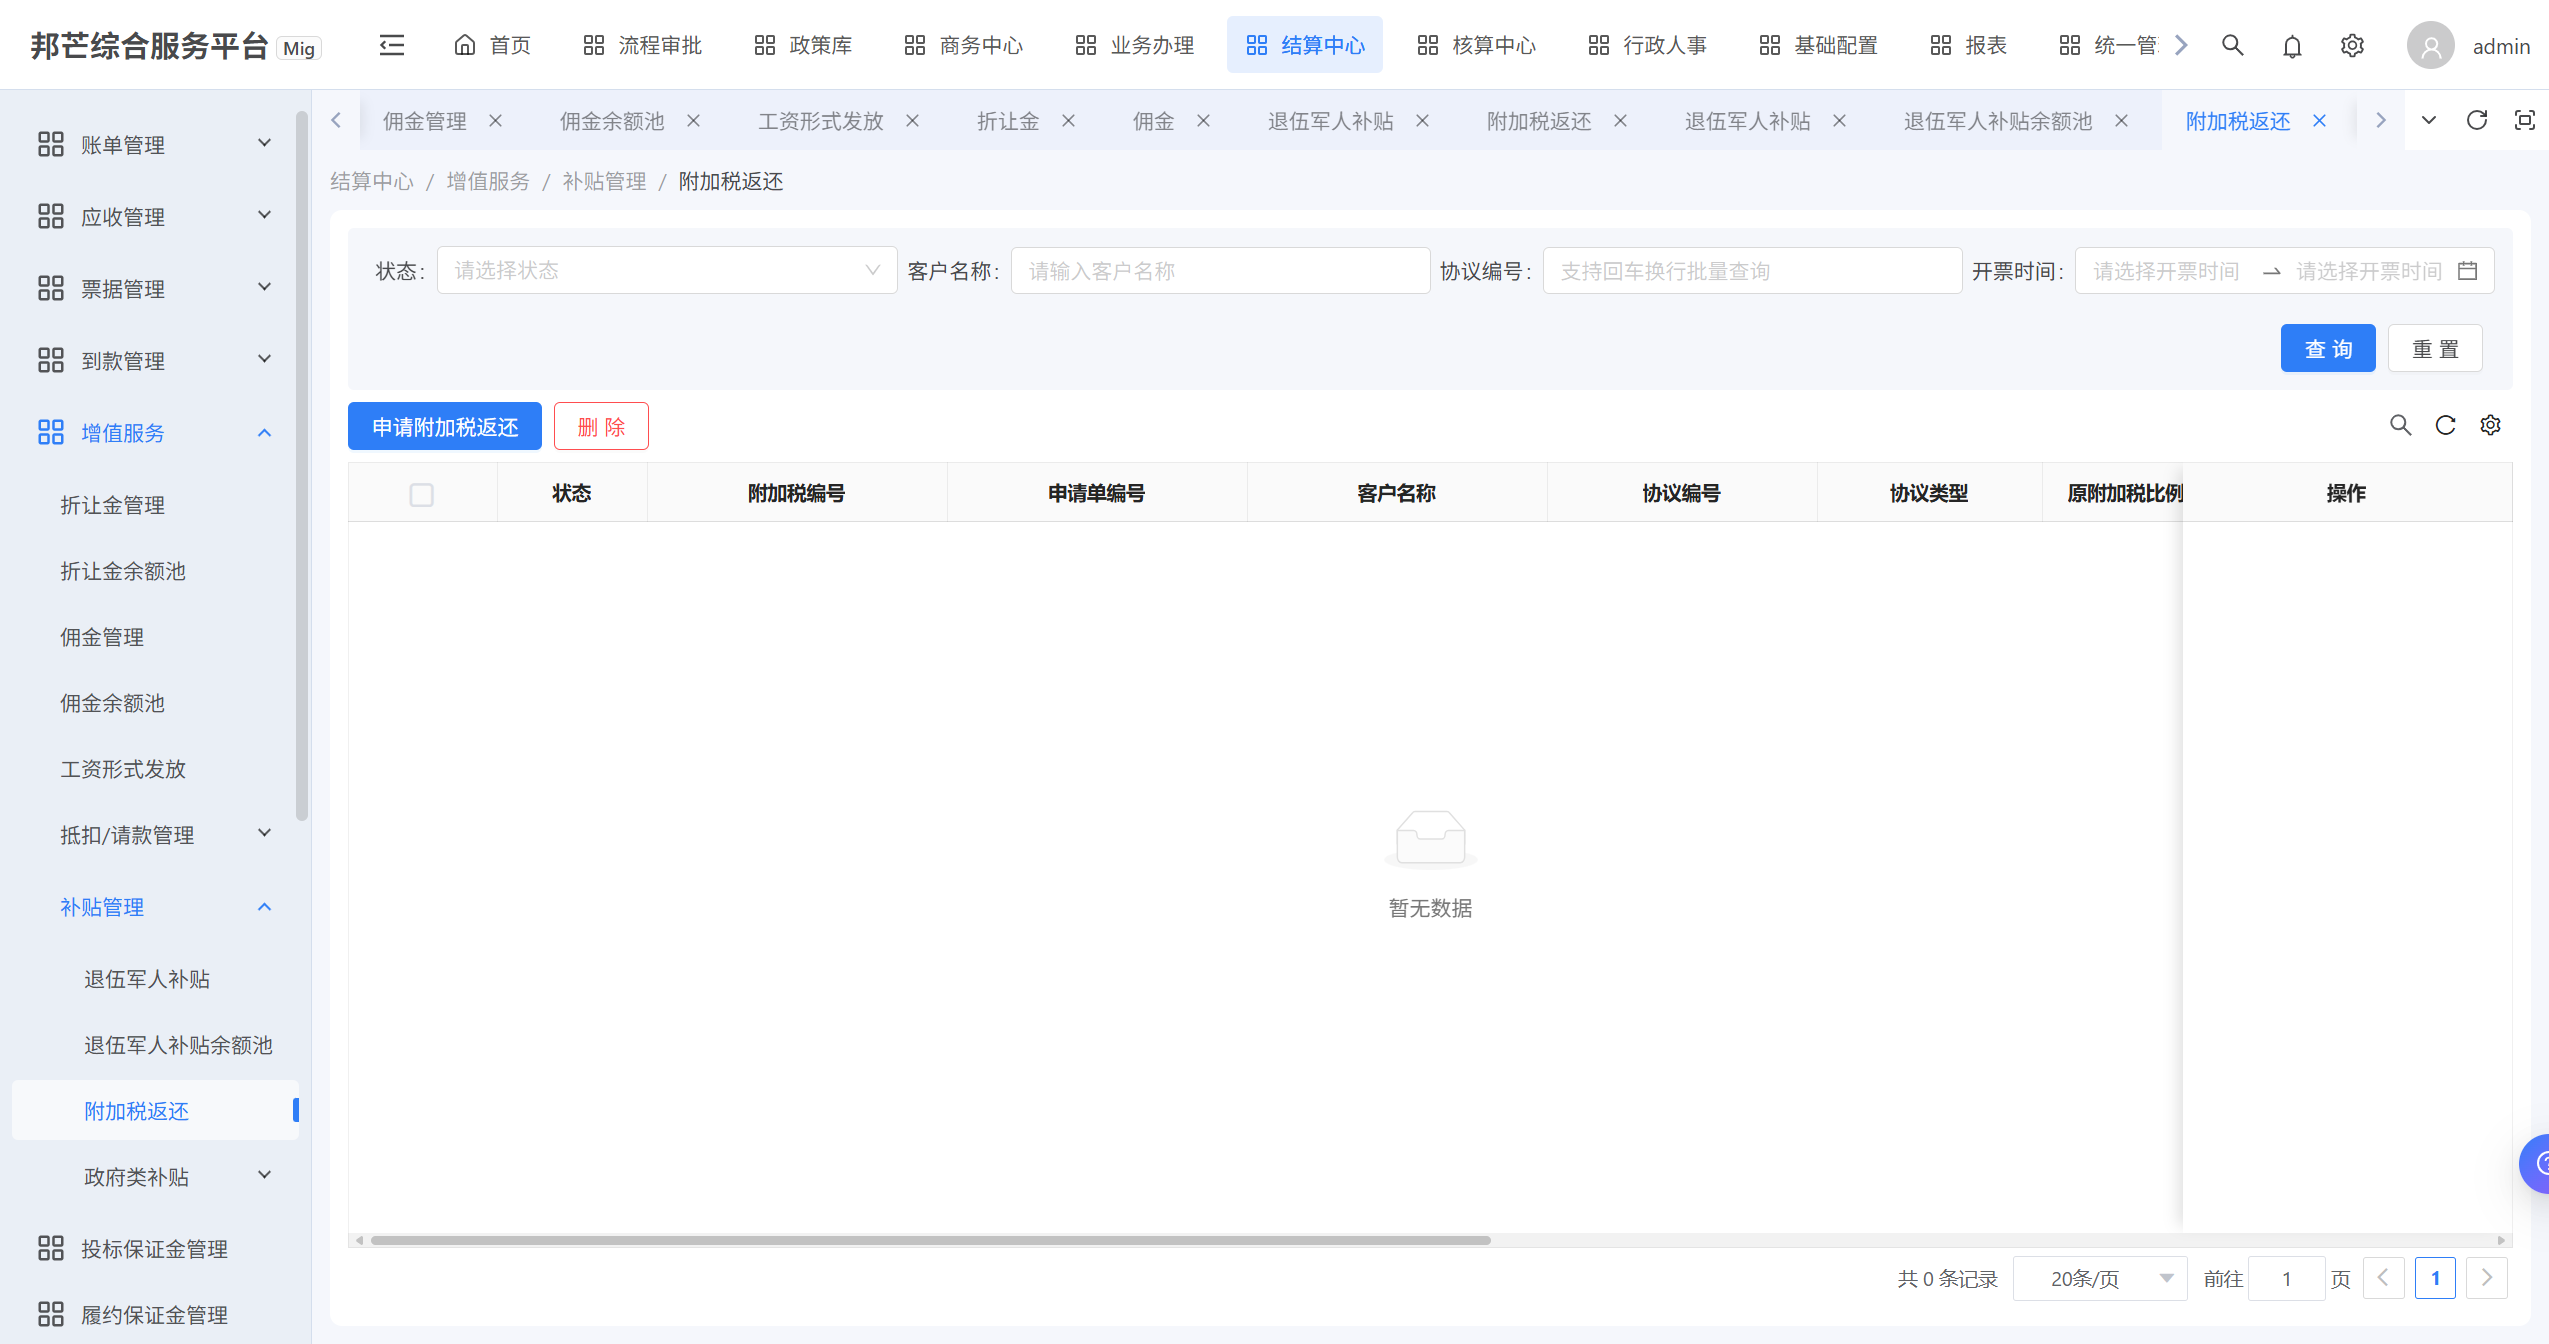 邦芒综合服务平台 Mig
首页 流程审批 政策库 商务中心 业务办理 结算中心 核算中心 行政人事 基础配置 报表 统一管
admin
佣金管理 佣金余额池 工资形式发放 折让金 佣金 退伍军人补贴 附加税返还 退伍军人补贴 退伍军人补贴余额池 附加税返还
结算中心 / 增值服务 / 补贴管理 / 附加税返还
账单管理
应收管理
票据管理
到款管理
增值服务
折让金管理
折让金余额池
佣金管理
佣金余额池
工资形式发放
抵扣/请款管理
补贴管理
退伍军人补贴
退伍军人补贴余额池
附加税返还
政府类补贴
投标保证金管理
履约保证金管理
状态: 请选择状态 客户名称: 请输入客户名称 协议编号: 支持回车换行批量查询 开票时间: 请选择开票时间 请选择开票时间
查 询 重 置
申请附加税返还 删 除
状态 附加税编号 申请单编号 客户名称 协议编号 协议类型 原附加税比例 操作
暂无数据
共 0 条记录 20条/页 前往 1 页 1